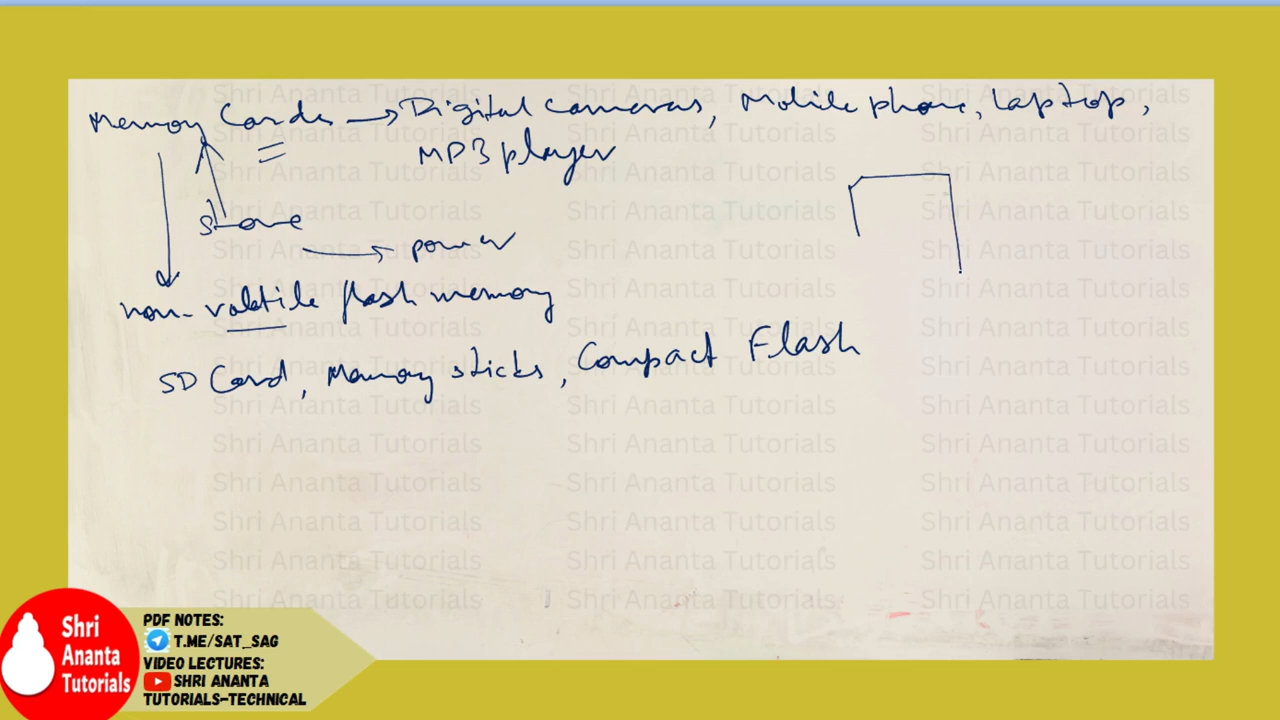 Memory Cards → Digital cameras, Mobile phone, laptop,
MP3 player
store
→ power
non-volatile flash memory
SD Card, Memory sticks, Compact Flash
Shri Ananta Tutorials
PDF NOTES:
T.ME/SAT_SAG
VIDEO LECTURES:
SHRI ANANTA
TUTORIALS-TECHNICAL